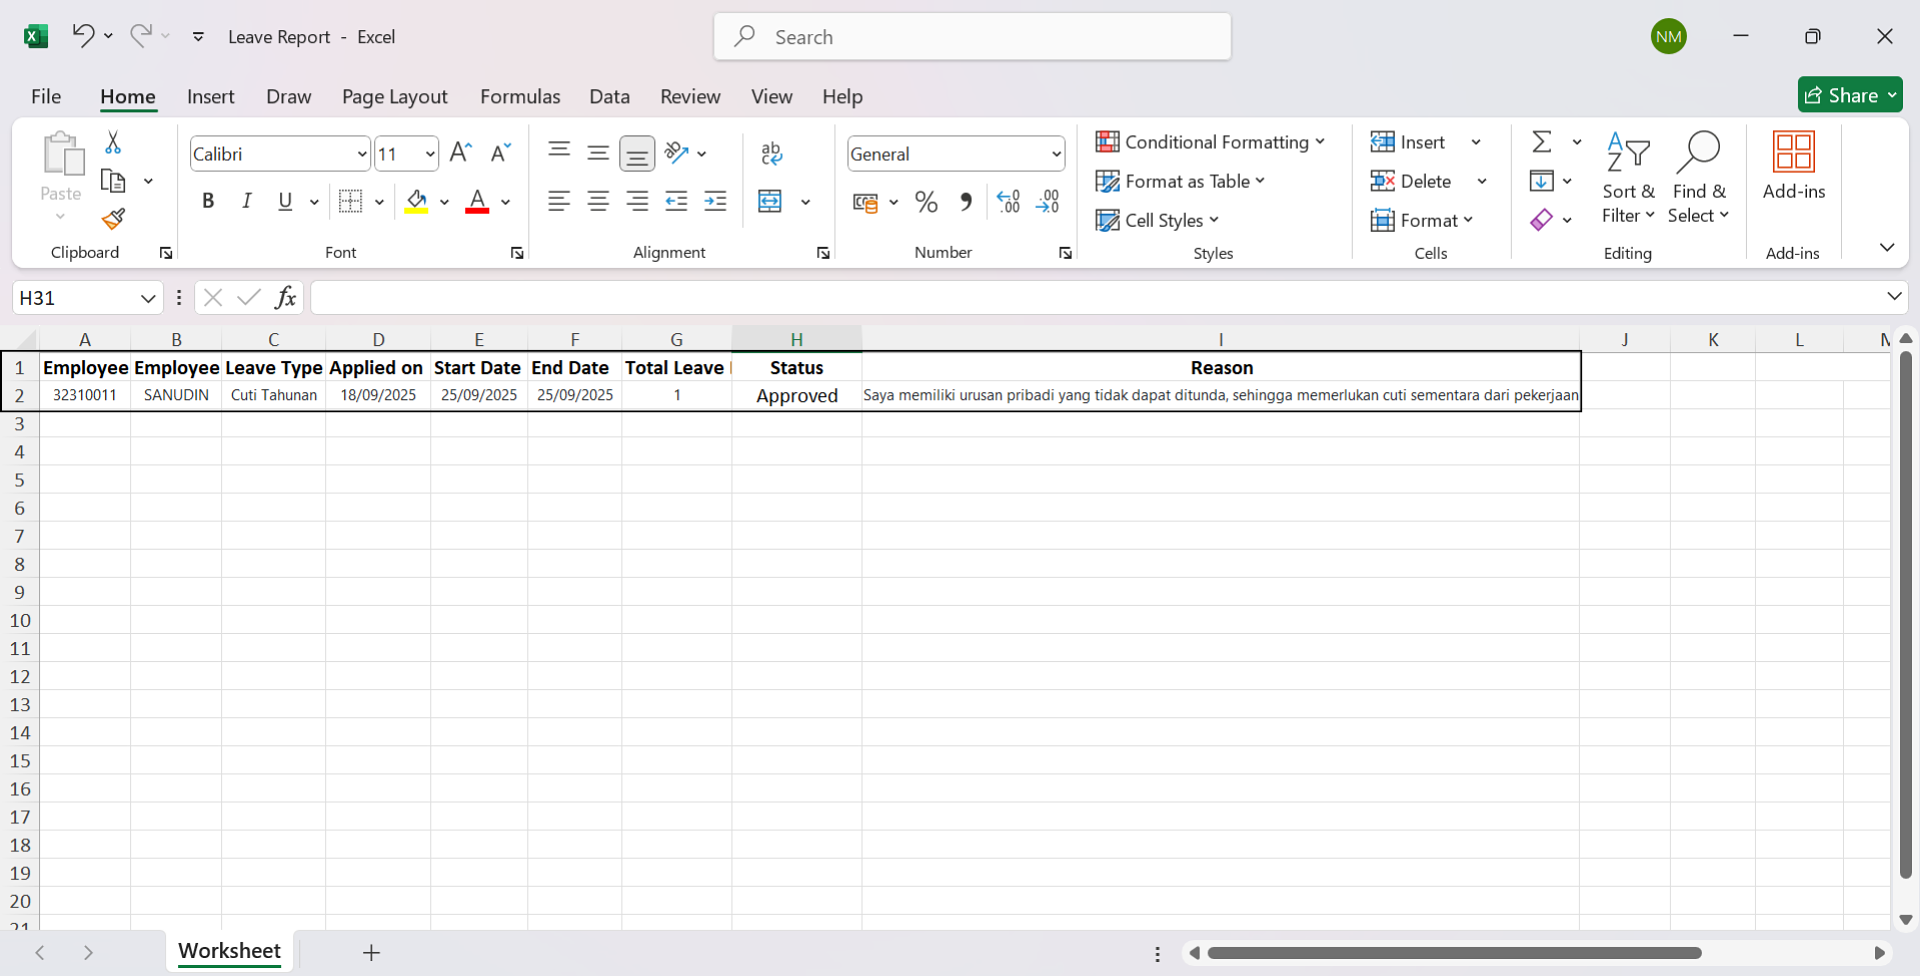 Leave Report - Excel
Search
NM
File Home Insert Draw Page Layout Formulas Data Review View Help
Share
Paste
Clipboard
Calibri
11
B I U
Font
ab
Alignment
General
Number
Conditional Formatting
Format as Table
Cell Styles
Styles
Insert
Delete
Format
Cells
Sort & Filter
Find & Select
Editing
Add-ins
Add-ins
H31
fx
A B C D E F G H I J K L
1 Employee Employee Leave Type Applied on Start Date End Date Total Leave Status Reason
2 32310011 SANUDIN Cuti Tahunan 18/09/2025 25/09/2025 25/09/2025 1 Approved Saya memiliki urusan pribadi yang tidak dapat ditunda, sehingga memerlukan cuti sementara dari pekerjaan
3
4
5
6
7
8
9
10
11
12
13
14
15
16
17
18
19
20
21
Worksheet